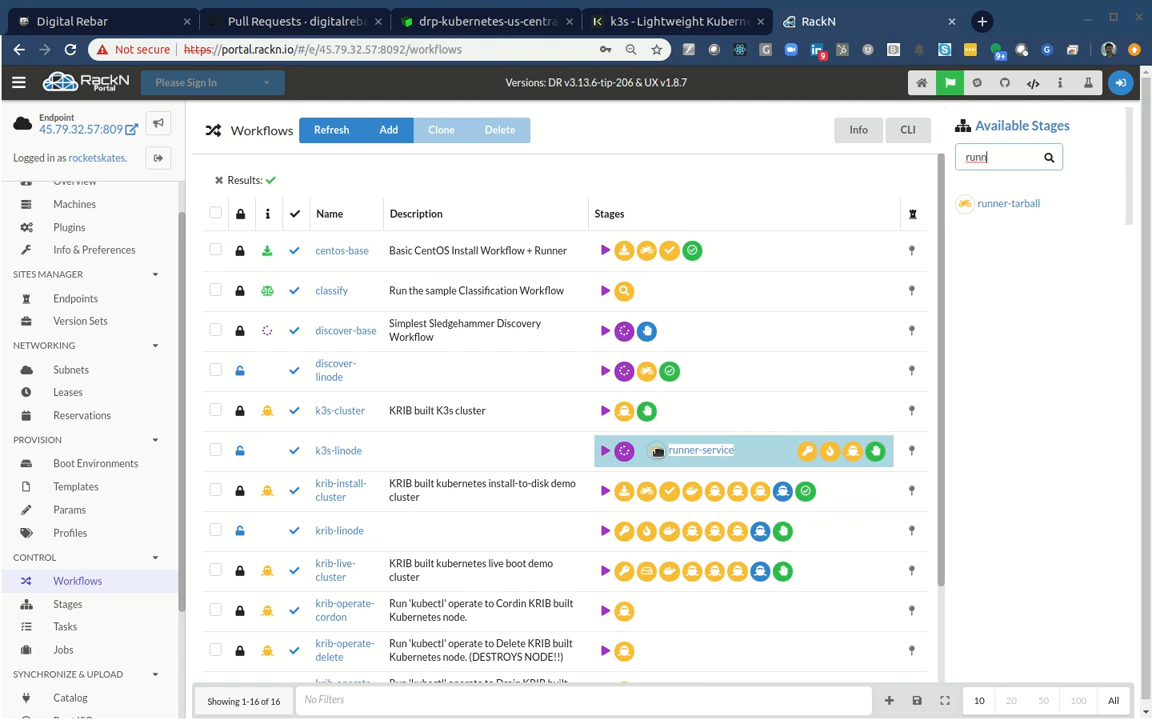 Digital Rebar
Pull Requests · digitalreba
drp-kubernetes-us-centra
k3s - Lightweight Kubern
RackN
Not secure
https://portal.rackn.io/#/e/45.79.32.57:8092/workflows
9
9+
RackN
Portal
Please Sign In
Versions: DR v3.13.6-tip-206 & UX v1.8.7
Endpoint
45.79.32.57:809
Logged in as rocketskates.
Overview
Machines
Plugins
Info & Preferences
SITES MANAGER
Endpoints
Version Sets
NETWORKING
Subnets
Leases
Reservations
PROVISION
Boot Environments
Templates
Params
Profiles
CONTROL
Workflows
Stages
Tasks
Jobs
SYNCHRONIZE & UPLOAD
Catalog
Workflows
Refresh
Add
Clone
Delete
Info
CLI
Results:
Name
Description
Stages
centos-base
Basic CentOS Install Workflow + Runner
classify
Run the sample Classification Workflow
discover-base
Simplest Sledgehammer Discovery
Workflow
discover-
linode
k3s-cluster
KRIB built K3s cluster
k3s-linode
runner-service
krib-install-
cluster
KRIB built kubernetes install-to-disk demo
cluster
krib-linode
krib-live-
cluster
KRIB built kubernetes live boot demo
cluster
krib-operate-
cordon
Run 'kubectl' operate to Cordin KRIB built
Kubernetes node.
krib-operate-
delete
Run 'kubectl' operate to Delete KRIB built
Kubernetes node. (DESTROYS NODE!!)
Showing 1-16 of 16
No Filters
10
20
50
100
All
Available Stages
runn
runner-tarball